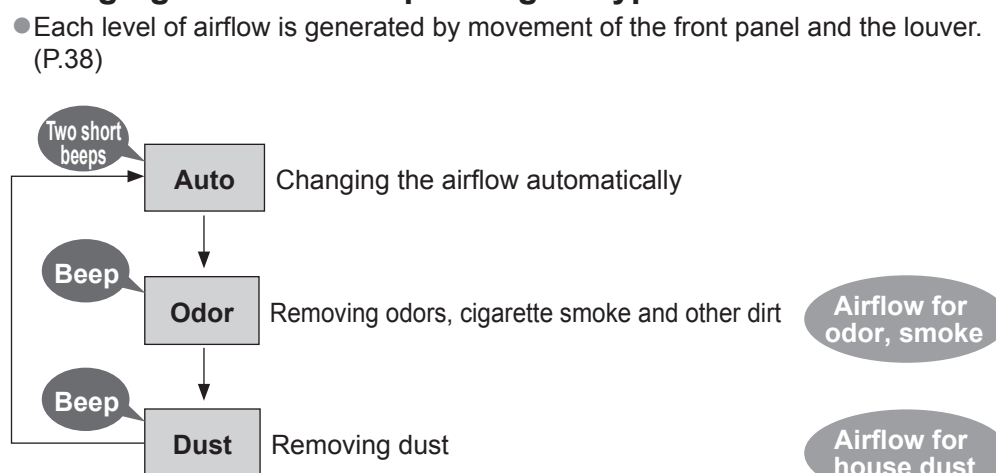 ●Each level of airflow is generated by movement of the front panel and the louver.
(P.38)
Two short
beeps
Auto
Changing the airflow automatically
Beep
Odor
Removing odors, cigarette smoke and other dirt
Airflow for
odor, smoke
Beep
Dust
Removing dust
Airflow for
house dust